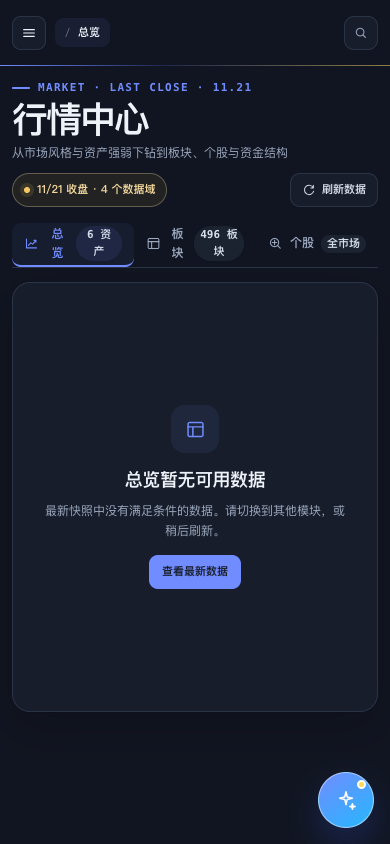 / 总览
MARKET · LAST CLOSE · 11.21
行情中心
从市场风格与资产强弱下钻到板块、个股与资金结构
11/21 收盘 · 4 个数据域
刷新数据
总览
6 资产
板块
496 板块
个股
全市场
总览暂无可用数据
最新快照中没有满足条件的数据。请切换到其他模块，或
稍后刷新。
查看最新数据